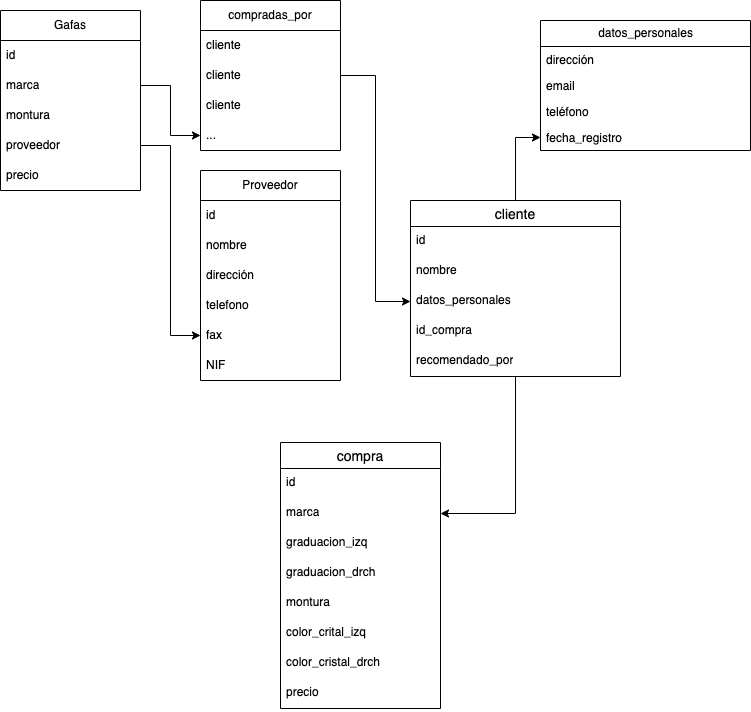 Gafas
id
marca
montura
proveedor
precio
compradas_por
cliente
cliente
cliente
...
Proveedor
id
nombre
dirección
telefono
fax
NIF
datos_personales
dirección
email
teléfono
fecha_registro
cliente
id
nombre
datos_personales
id_compra
recomendado_por
compra
id
marca
graduacion_izq
graduacion_drch
montura
color_crital_izq
color_cristal_drch
precio